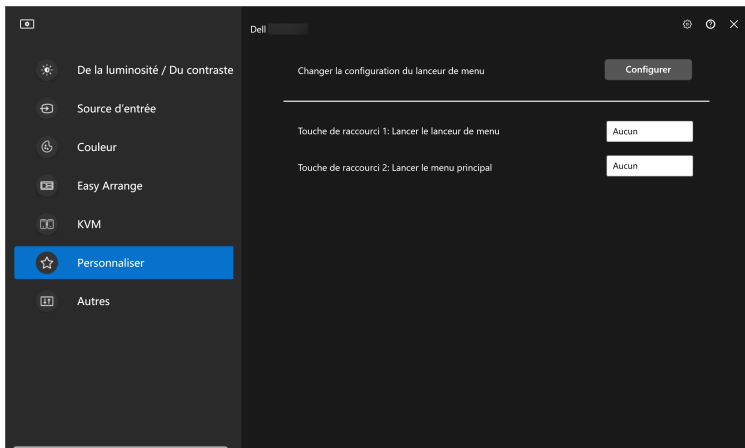 Dell
De la luminosité / Du contraste
Source d'entrée
Couleur
Easy Arrange
KVM
Personnaliser
Autres
Changer la configuration du lanceur de menu
Configurer
Touche de raccourci 1: Lancer le lanceur de menu
Aucun
Touche de raccourci 2: Lancer le menu principal
Aucun